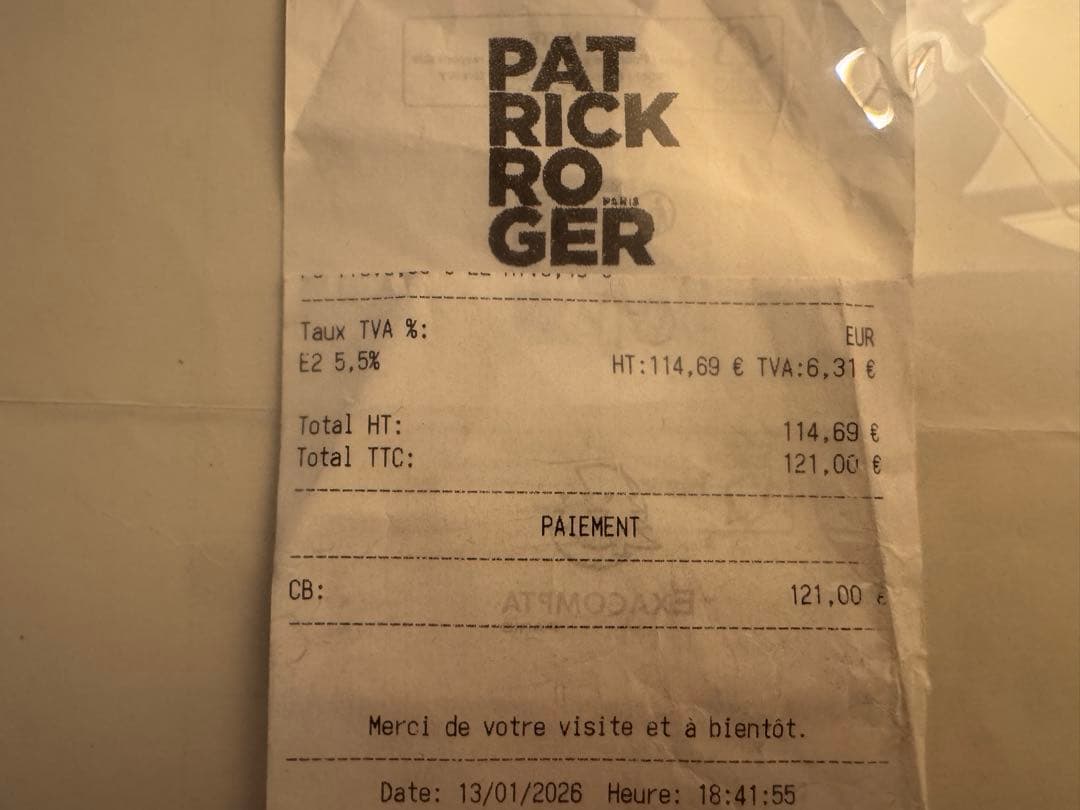 PAT
RICK
RO
PARIS
GER
Taux TVA %:
EUR
E2 5,5% HT:114,69 € TVA:6,31 €
Total HT: 114,69 €
Total TTC: 121,00 €
PAIEMENT
CB: 121,00 €
EXACOMPTA
Merci de votre visite et à bientôt.
Date: 13/01/2026 Heure: 18:41:55